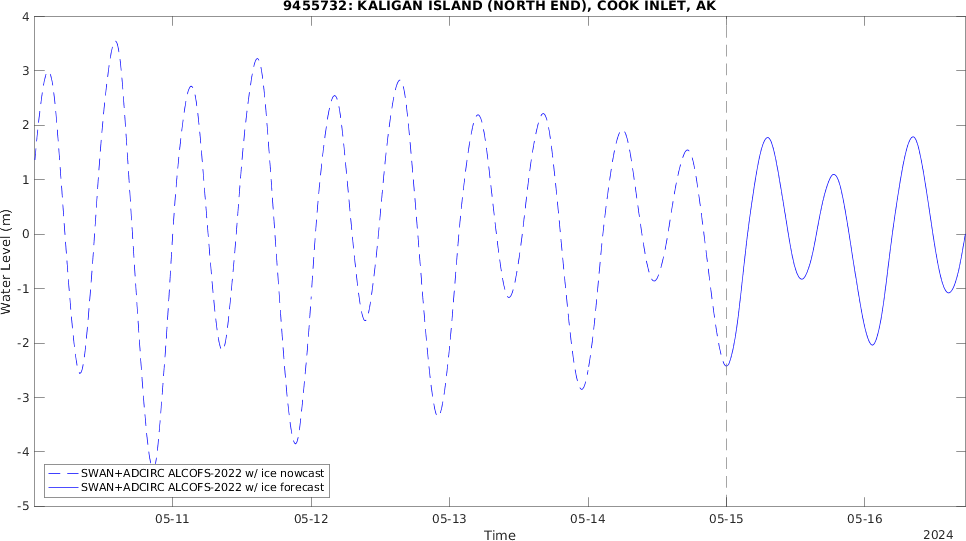 9455732: KALIGAN ISLAND (NORTH END), COOK INLET, AK
4
3
2
1
0
-1
-2
-3
-4
-5
Water Level (m)
SWAN+ADCIRC ALCOFS-2022 w/ ice nowcast
SWAN+ADCIRC ALCOFS-2022 w/ ice forecast
05-11 05-12 05-13 05-14 05-15 05-16
Time
2024